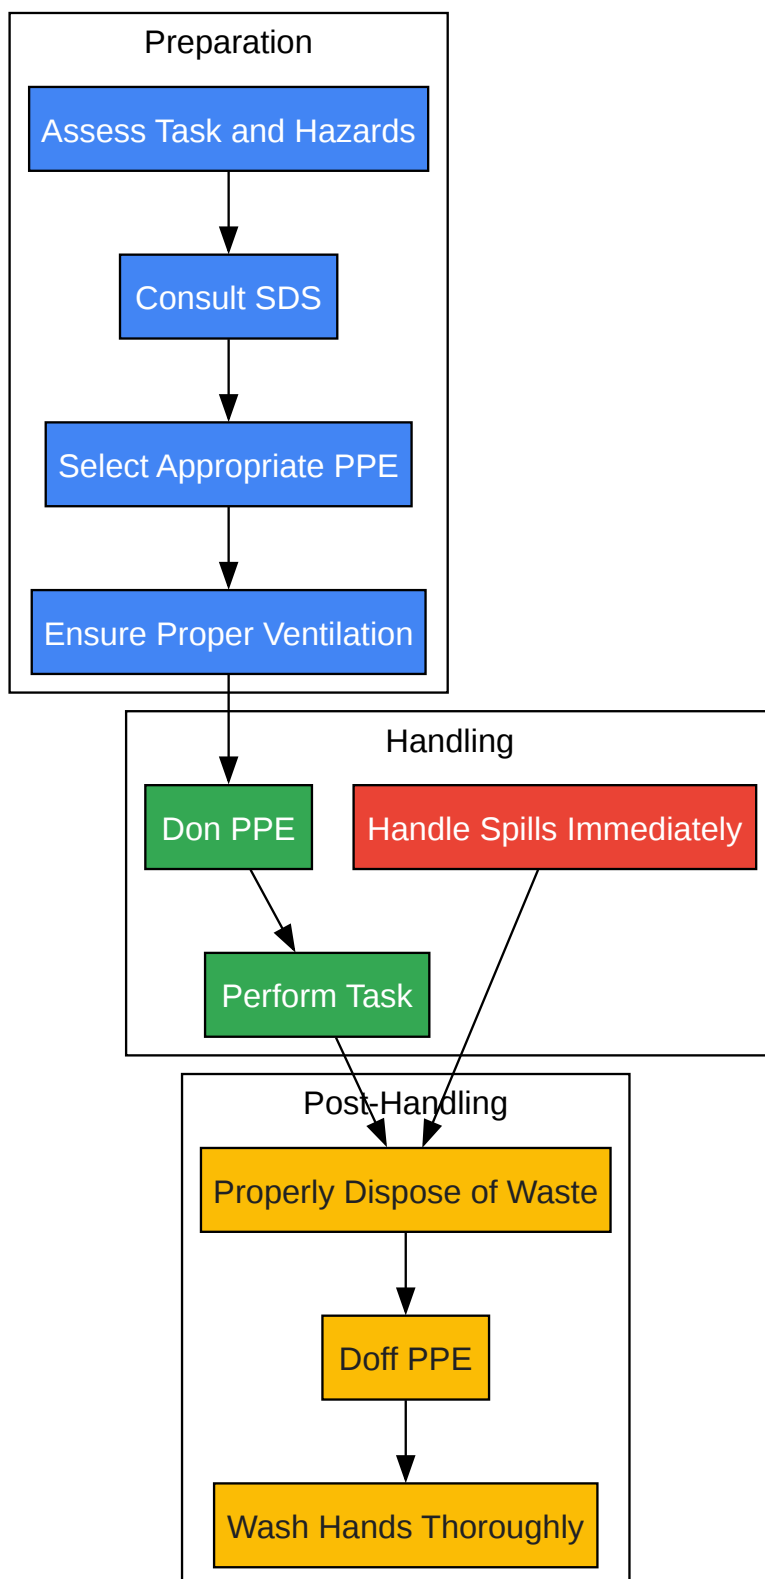 Preparation
Assess Task and Hazards
Consult SDS
Select Appropriate PPE
Ensure Proper Ventilation
Handling
Don PPE
Handle Spills Immediately
Perform Task
Post-Handling
Properly Dispose of Waste
Doff PPE
Wash Hands Thoroughly